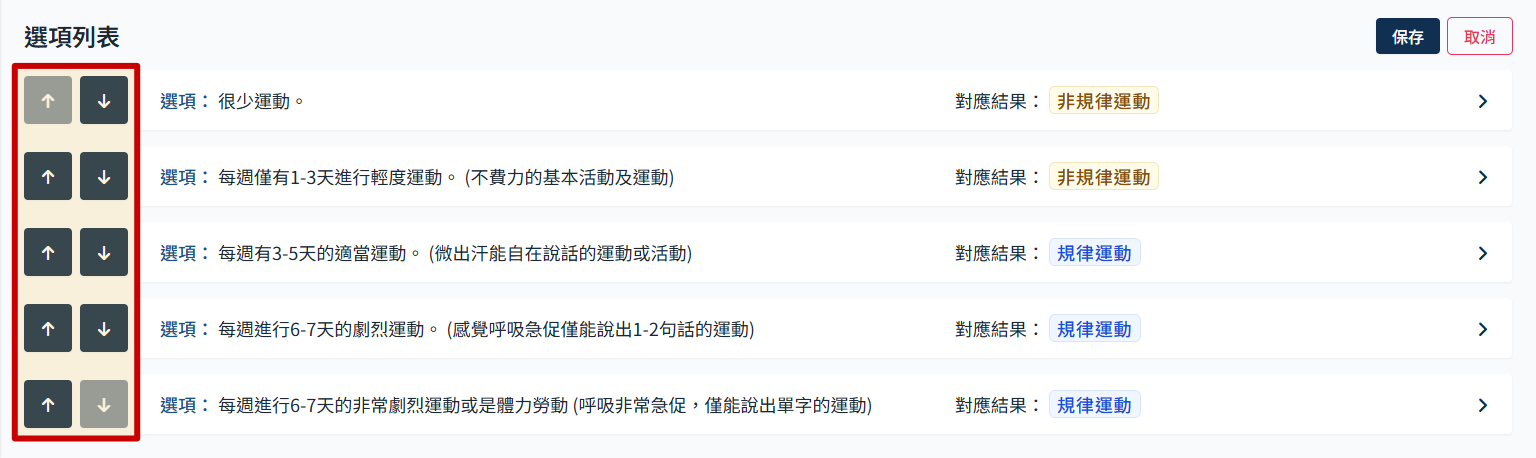 選項列表
保存
取消
選項： 很少運動。 對應結果： 非規律運動
選項： 每週僅有1-3天進行輕度運動。 (不費力的基本活動及運動) 對應結果： 非規律運動
選項： 每週有3-5天的適當運動。 (微出汗能自在說話的運動或活動) 對應結果： 規律運動
選項： 每週進行6-7天的劇烈運動。 (感覺呼吸急促僅能說出1-2句話的運動) 對應結果： 規律運動
選項： 每週進行6-7天的非常劇烈運動或是體力勞動 (呼吸非常急促，僅能說出單字的運動) 對應結果： 規律運動